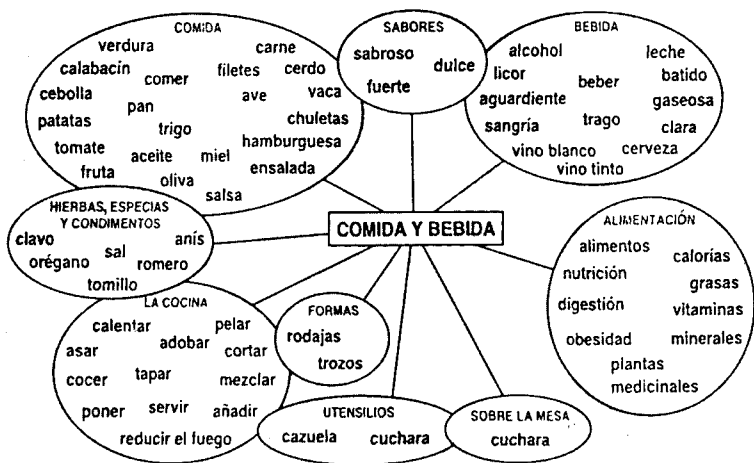 COMIDA
verdura carne
calabacín comer filetes cerdo
cebolla pan ave vaca
patatas trigo chuletas
tomate aceite miel hamburguesa
fruta oliva ensalada
salsa
SABORES
sabroso dulce
fuerte
BEBIDA
alcohol leche
licor beber batido
aguardiente gaseosa
sangría trago clara
vino blanco cerveza
vino tinto
HIERBAS, ESPECIAS
Y CONDIMENTOS
clavo sal anís
orégano romero
tomillo
COMIDA Y BEBIDA
ALIMENTACIÓN
alimentos calorías
nutrición grasas
digestión vitaminas
obesidad minerales
plantas
medicinales
LA COCINA
calentar pelar
asar adobar cortar
cocer tapar mezclar
poner servir añadir
reducir el fuego
FORMAS
rodajas
trozos
UTENSILIOS
cazuela cuchara
SOBRE LA MESA
cuchara